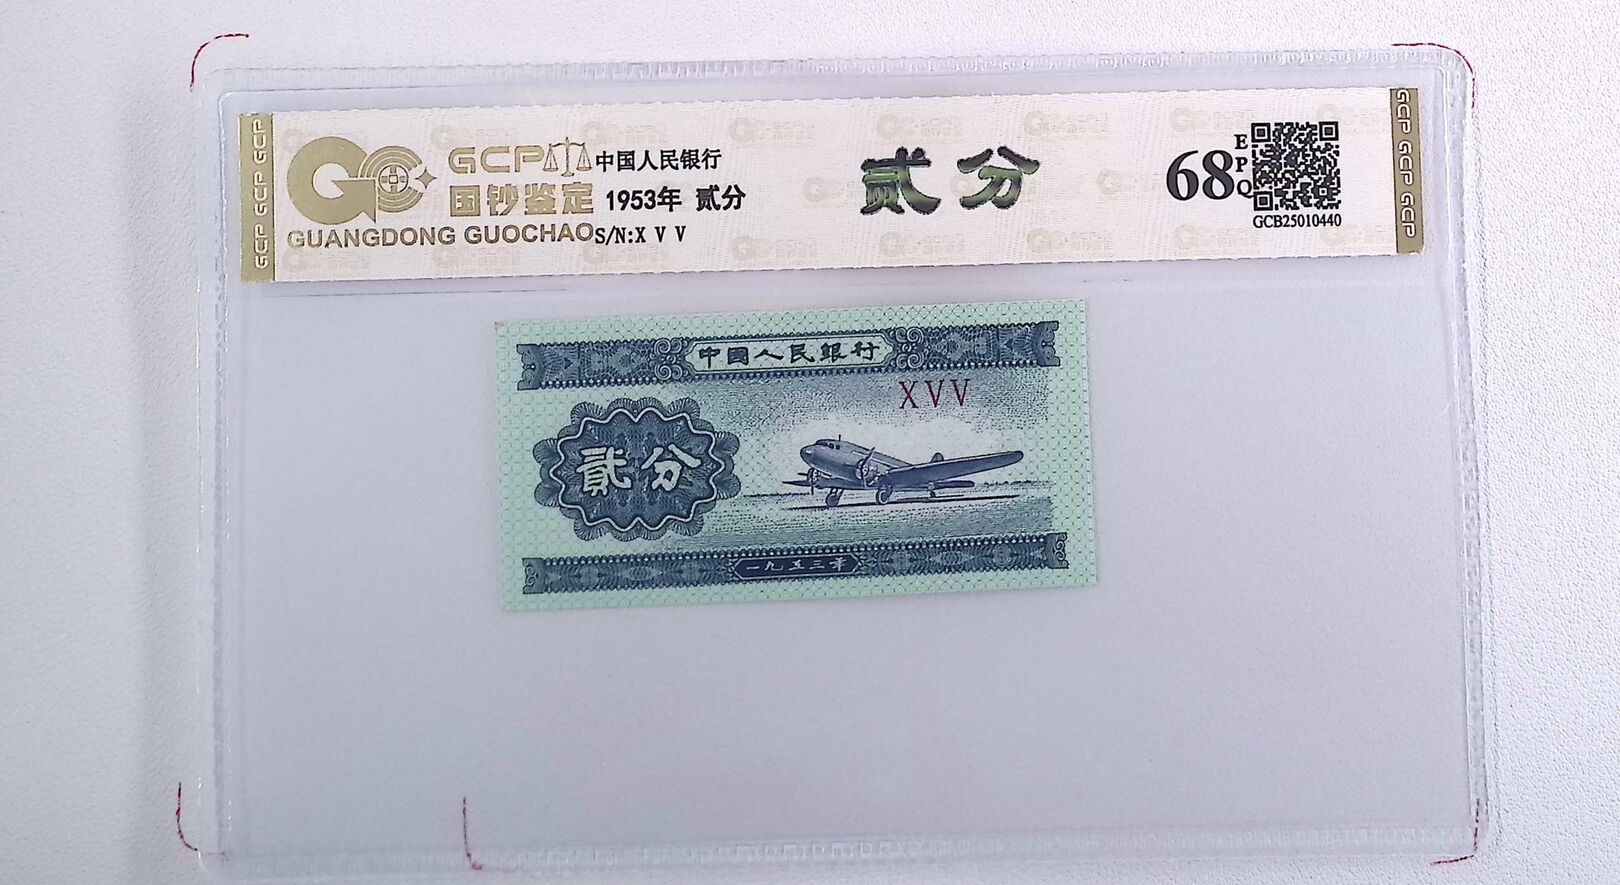 GCP GCP GCP
GCP
国钞鉴定
GUANGDONG GUOCHAO
中国人民银行
1953年 贰分
S/N:X V V
贰分
68 EPQ
GCB25010440
GCP GCP GCP
中国人民銀行
XVV
貳分
一九五三年